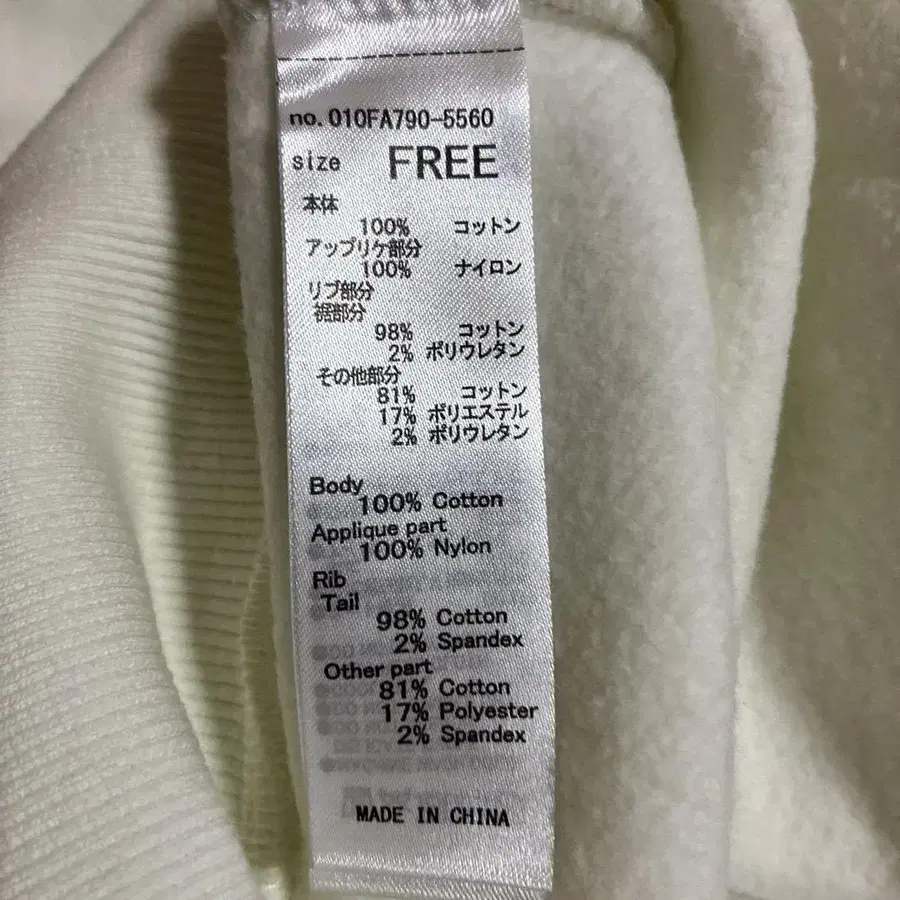 no. 010FA790-5560
size FREE
本体
100% コットン
アップリケ部分
100% ナイロン
リブ部分
裾部分
98% コットン
2% ポリウレタン
その他部分
81% コットン
17% ポリエステル
2% ポリウレタン
Body
100% Cotton
Applique part
100% Nylon
Rib
Tail
98% Cotton
2% Spandex
Other part
81% Cotton
17% Polyester
2% Spandex
MADE IN CHINA